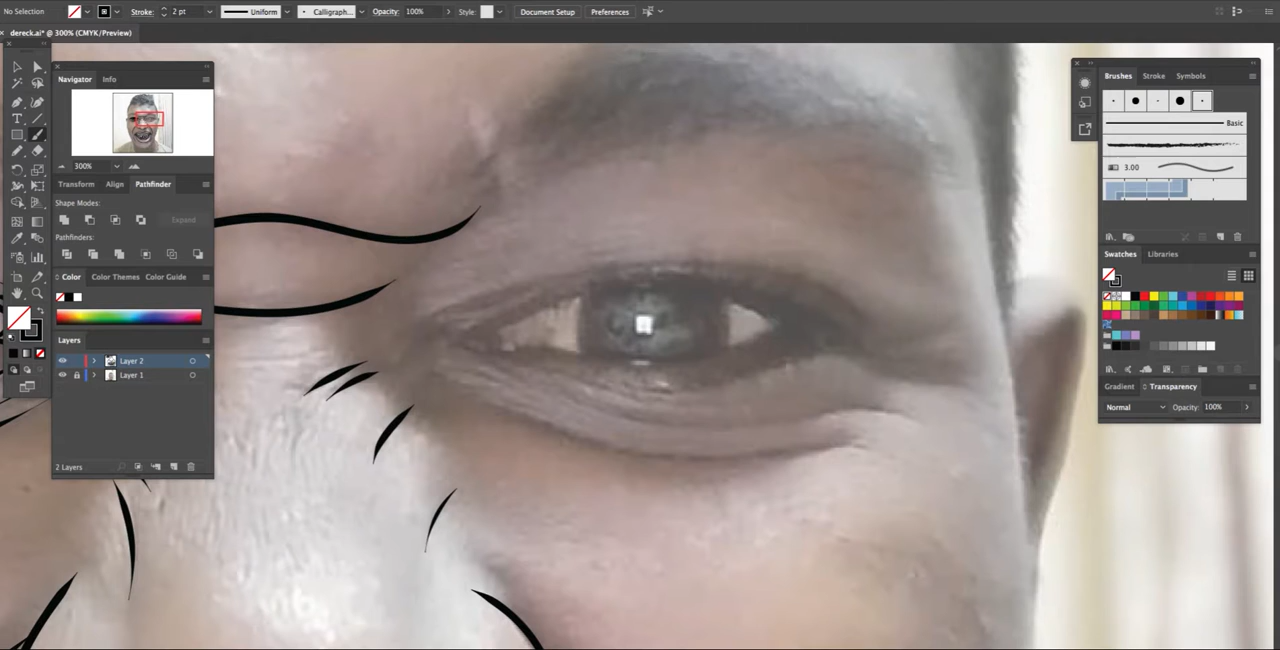 No Selection Stroke: 2 pt Uniform Calligraph... Opacity: 100% Style: Document Setup Preferences
dereck.ai* @ 300% (CMYK/Preview)
Navigator Info
300%
Transform Align Pathfinder
Shape Modes:
Expand
Pathfinders:
Color Color Themes Color Guide
Layers
Layer 2
Layer 1
2 Layers
Brushes Stroke Symbols
Basic
3.00
Swatches Libraries
Gradient Transparency
Normal Opacity: 100%